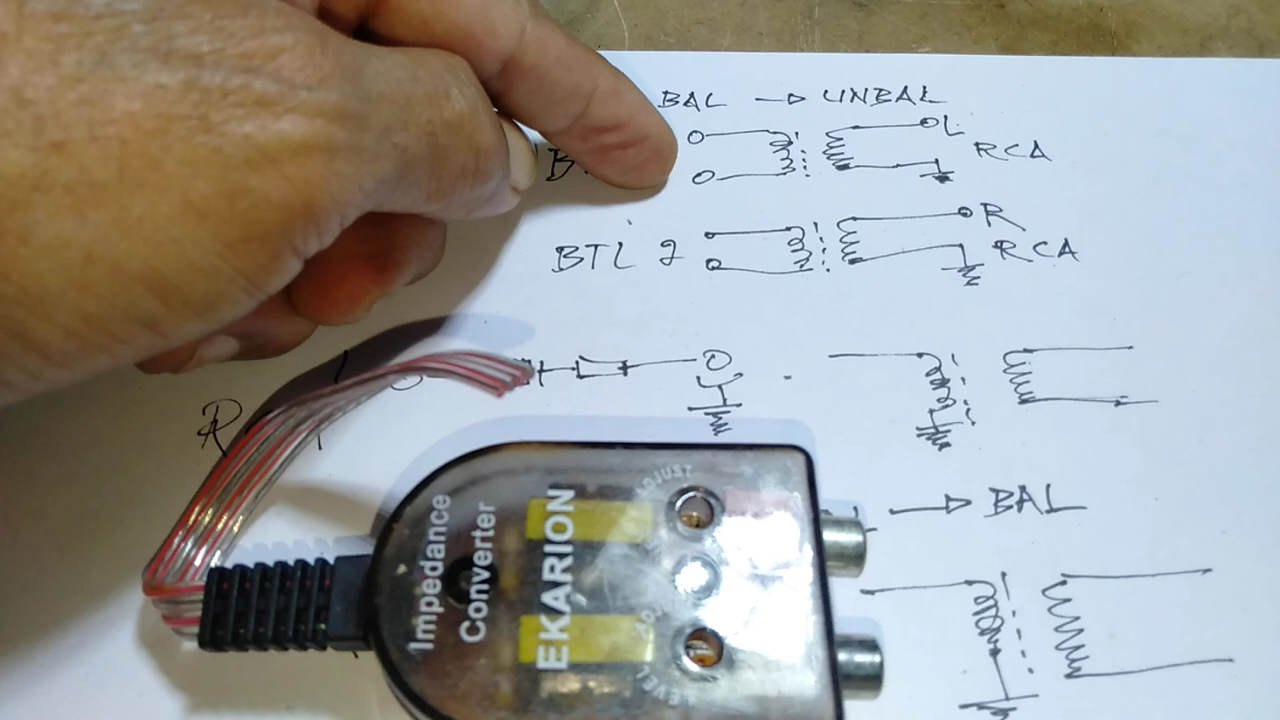 BAL → UNBAL
L
RCA
R
BTL 2
RCA
R
→ BAL
Impedance
Converter
EKARION
ADJUST
LEVEL